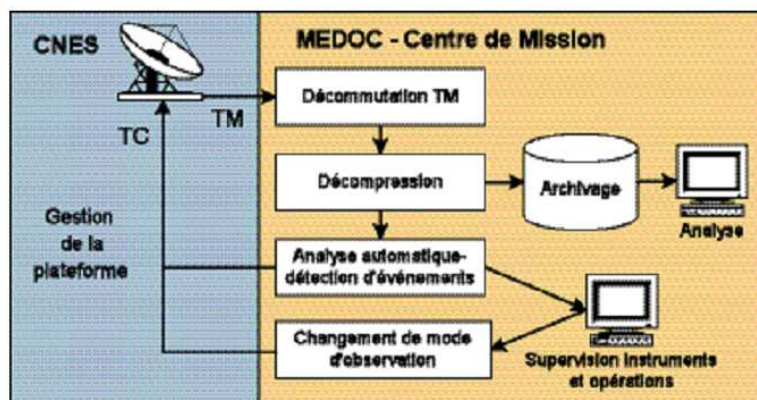 CNES
MEDOC - Centre de Mission
TM
TC
Décommutation TM
Décompression
Archivage
Analyse
Gestion
de la
plateforme
Analyse automatique-
détection d'événements
Changement de mode
d'observation
Supervision instruments
et opérations